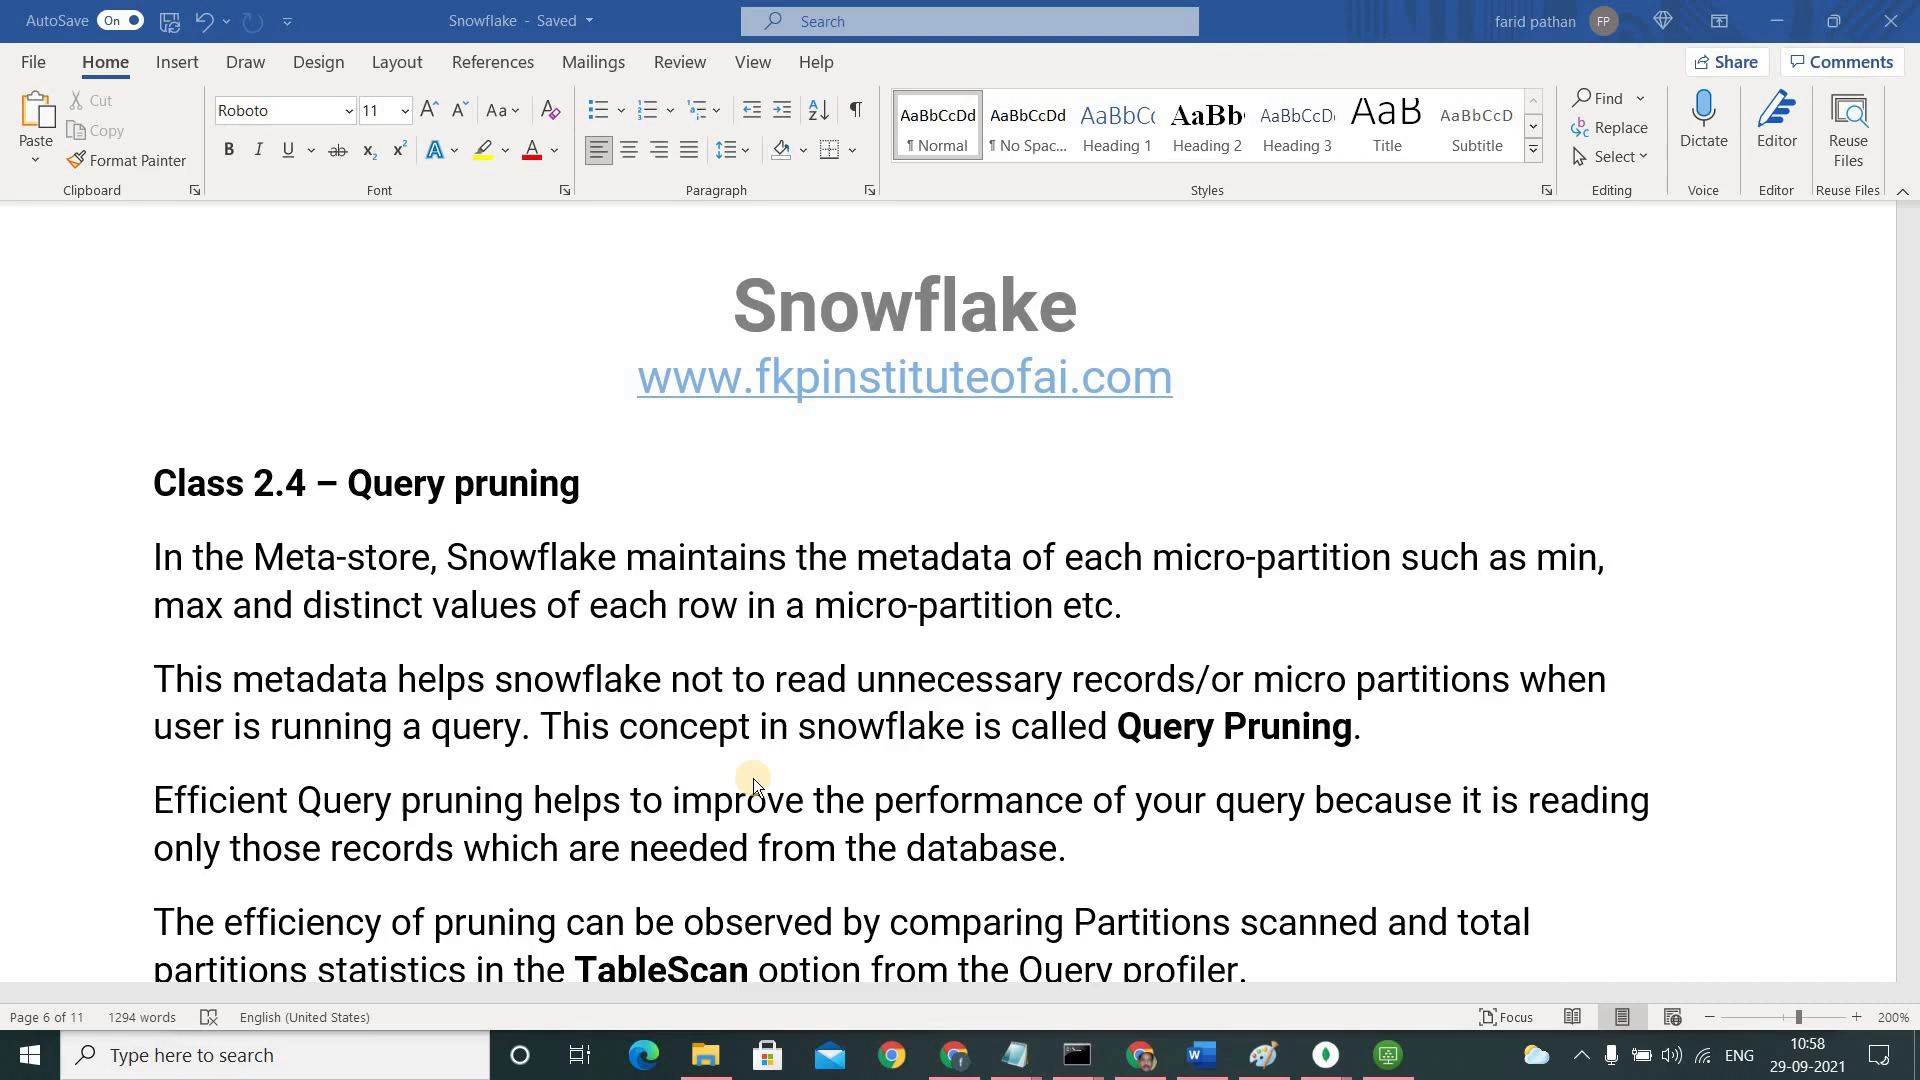 AutoSave On Snowflake - Saved Search farid pathan FP
File Home Insert Draw Design Layout References Mailings Review View Help Share Comments
Paste Cut Copy Format Painter
Clipboard
Roboto 11
Font
Paragraph
AaBbCcDd AaBbCcDd AaBbC AaBb AaBbCcD AaB AaBbCcD
¶ Normal ¶ No Spac... Heading 1 Heading 2 Heading 3 Title Subtitle
Styles
Find
Replace
Select
Editing
Dictate
Voice
Editor
Editor
Reuse
Files
Reuse Files
Snowflake
www.fkpinstituteofai.com
Class 2.4 – Query pruning
In the Meta-store, Snowflake maintains the metadata of each micro-partition such as min,
max and distinct values of each row in a micro-partition etc.
This metadata helps snowflake not to read unnecessary records/or micro partitions when
user is running a query. This concept in snowflake is called Query Pruning.
Efficient Query pruning helps to improve the performance of your query because it is reading
only those records which are needed from the database.
The efficiency of pruning can be observed by comparing Partitions scanned and total
partitions statistics in the TableScan option from the Query profiler.
Page 6 of 11 1294 words English (United States) Focus 200%
Type here to search ENG 10:58
29-09-2021